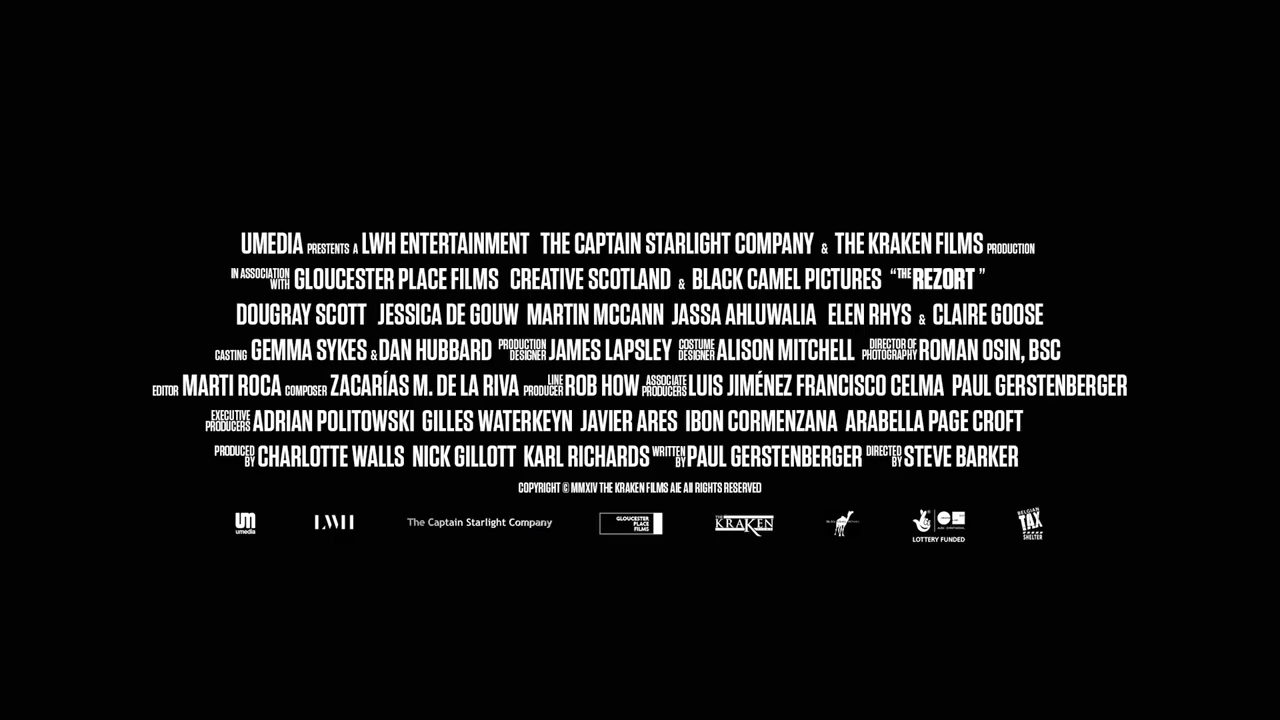 UMEDIA PRESTENTS A LWH ENTERTAINMENT THE CAPTAIN STARLIGHT COMPANY & THE KRAKEN FILMS PRODUCTION
IN ASSOCIATION WITH GLOUCESTER PLACE FILMS CREATIVE SCOTLAND & BLACK CAMEL PICTURES “THE REZORT ”
DOUGRAY SCOTT JESSICA DE GOUW MARTIN MCCANN JASSA AHLUWALIA ELEN RHYS & CLAIRE GOOSE
CASTING GEMMA SYKES & DAN HUBBARD PRODUCTION DESIGNER JAMES LAPSLEY COSTUME DESIGNER ALISON MITCHELL DIRECTOR OF PHOTOGRAPHY ROMAN OSIN, BSC
EDITOR MARTI ROCA COMPOSER ZACARÍAS M. DE LA RIVA LINE PRODUCER ROB HOW ASSOCIATE PRODUCERS LUIS JIMÉNEZ FRANCISCO CELMA PAUL GERSTENBERGER
EXECUTIVE PRODUCERS ADRIAN POLITOWSKI GILLES WATERKEYN JAVIER ARES IBON CORMENZANA ARABELLA PAGE CROFT
PRODUCED BY CHARLOTTE WALLS NICK GILLOTT KARL RICHARDS WRITTEN BY PAUL GERSTENBERGER DIRECTED BY STEVE BARKER
COPYRIGHT © MMXIV THE KRAKEN FILMS AIE All RIGHTS RESERVED
um umedia LWH The Captain Starlight Company GLOUCESTER PLACE FILMS THE KRAKEN LOTTERY FUNDED BELGIAN TAX SHELTER